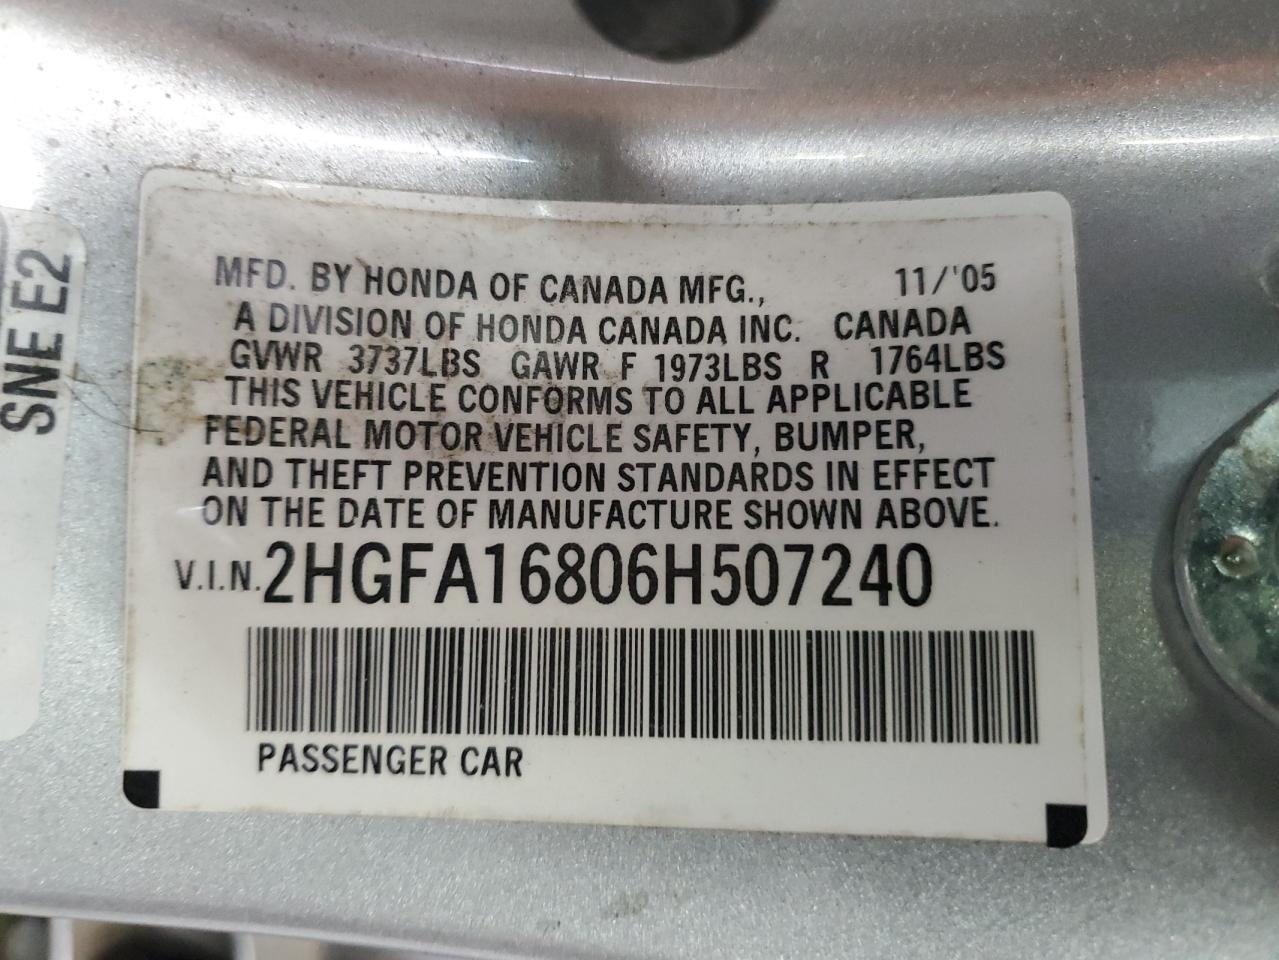 MFD. BY HONDA OF CANADA MFG., 11/'05
A DIVISION OF HONDA CANADA INC. CANADA
GVWR 3737LBS GAWR F 1973LBS R 1764LBS
THIS VEHICLE CONFORMS TO ALL APPLICABLE
FEDERAL MOTOR VEHICLE SAFETY, BUMPER,
AND THEFT PREVENTION STANDARDS IN EFFECT
ON THE DATE OF MANUFACTURE SHOWN ABOVE.
V.I.N. 2HGFA16806H507240
PASSENGER CAR
SNE E2